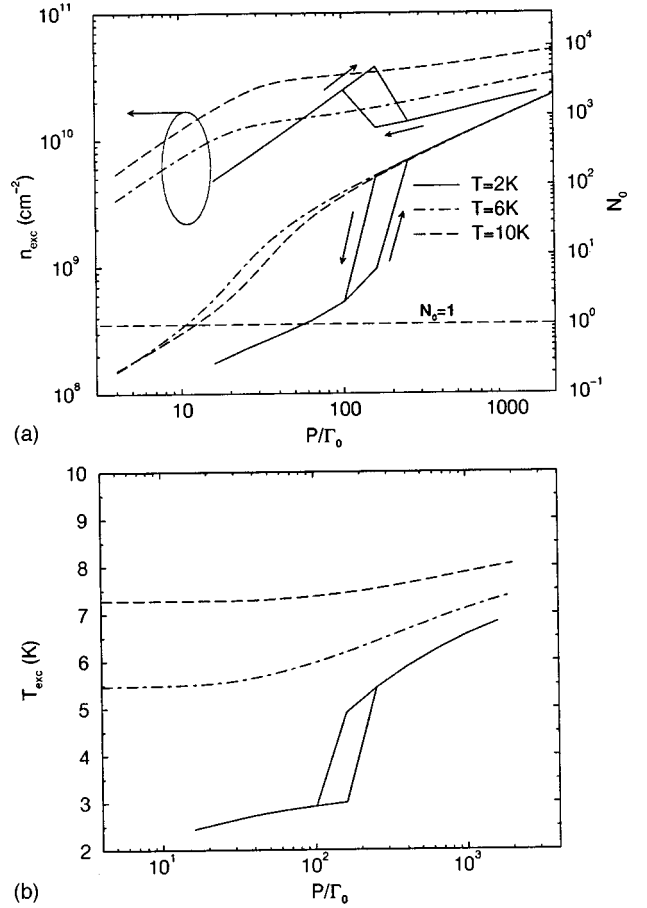 10^11
10^10
10^9
10^8
n_exc (cm^-2)
10^4
10^3
10^2
10^1
10^0
10^-1
N_0
T=2K
T=6K
T=10K
N_0=1
10
100
1000
(a)
P/Γ_0
10
9
8
7
6
5
4
3
2
T_exc (K)
10^1
10^2
10^3
(b)
P/Γ_0